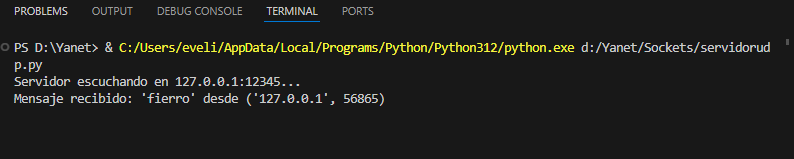 PROBLEMS OUTPUT DEBUG CONSOLE TERMINAL PORTS
PS D:\Yanet> & C:/Users/eveli/AppData/Local/Programs/Python/Python312/python.exe d:/Yanet/Sockets/servidorud
p.py
Servidor escuchando en 127.0.0.1:12345...
Mensaje recibido: 'fierro' desde ('127.0.0.1', 56865)